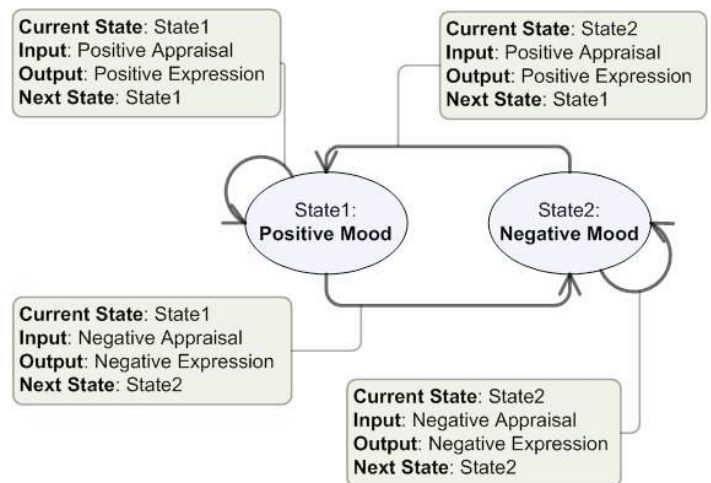 Current State: State1
Input: Positive Appraisal
Output: Positive Expression
Next State: State1
Current State: State2
Input: Positive Appraisal
Output: Positive Expression
Next State: State1
State1:
Positive Mood
State2:
Negative Mood
Current State: State1
Input: Negative Appraisal
Output: Negative Expression
Next State: State2
Current State: State2
Input: Negative Appraisal
Output: Negative Expression
Next State: State2